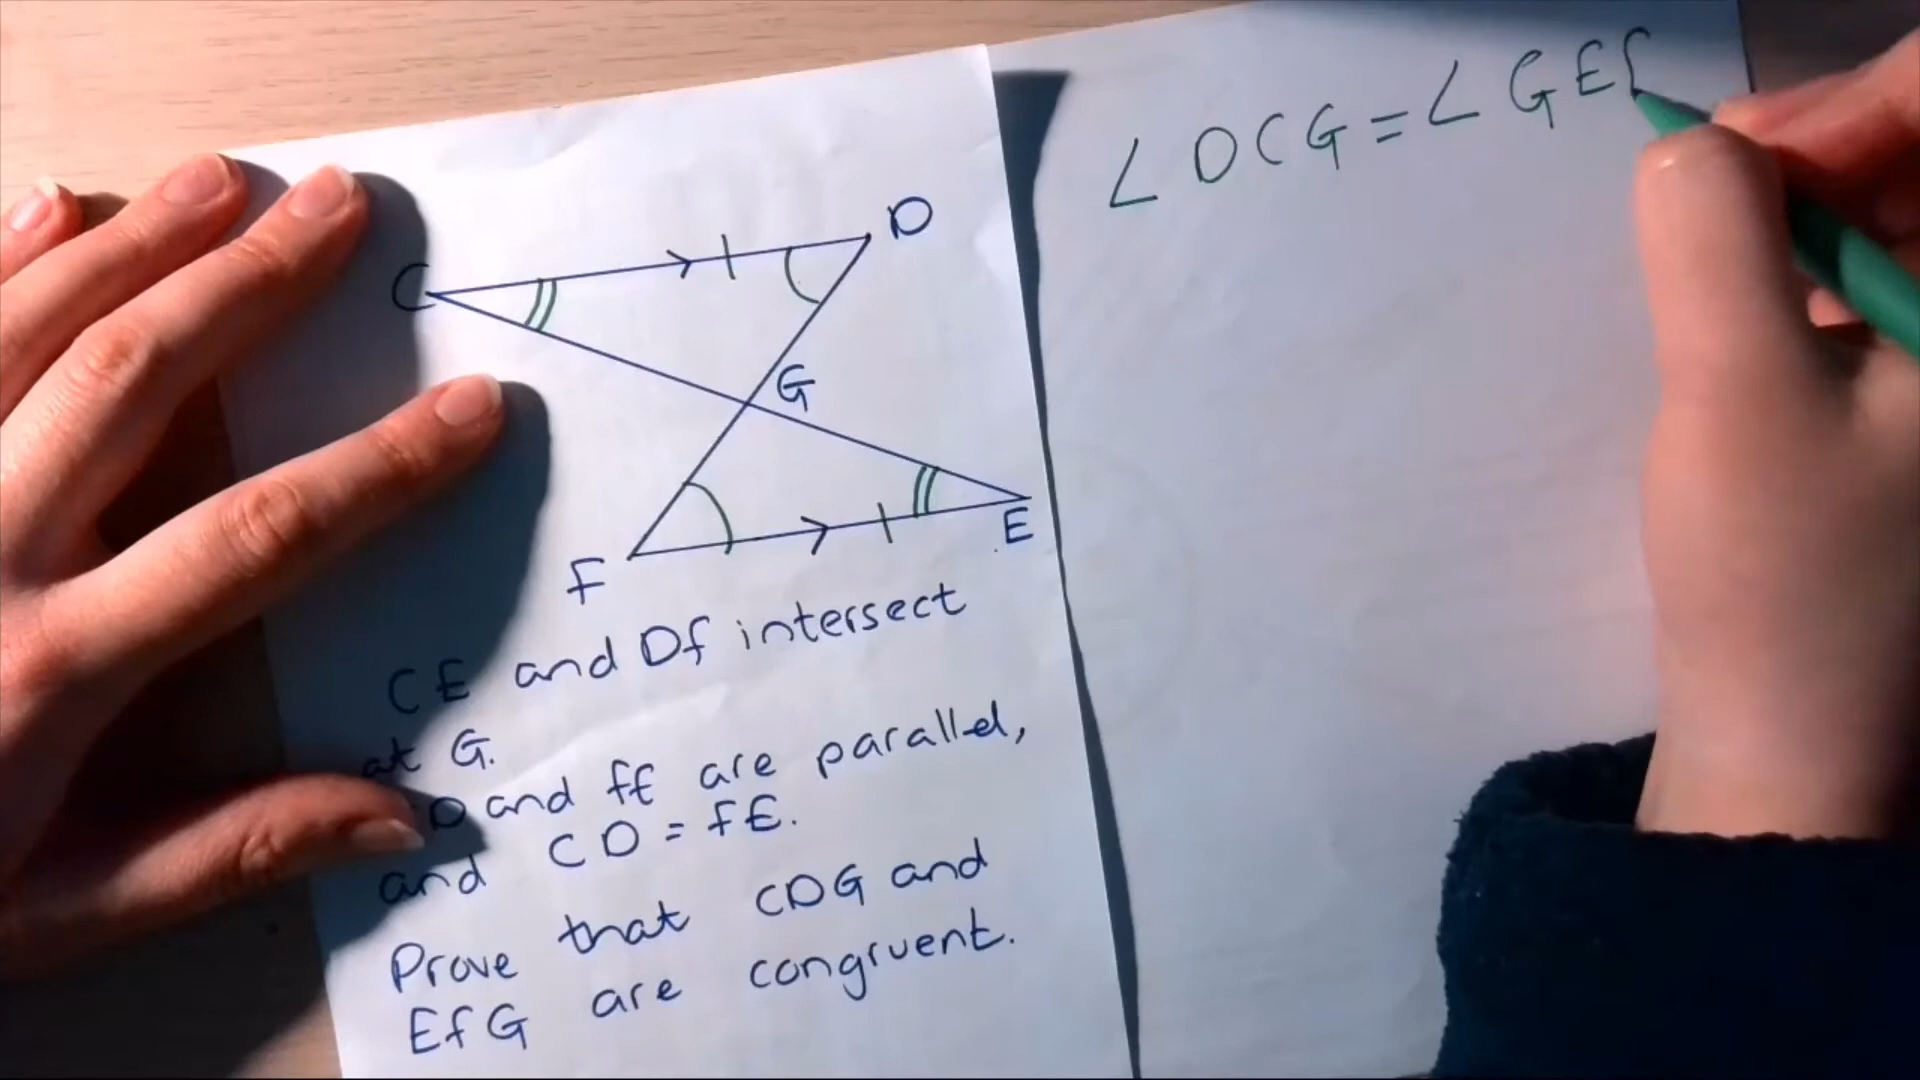 ∠DCG = ∠GEF
C
D
G
F
E
CE and DF intersect
at G.
D and FE are parallel,
and CD = FE.
Prove that CDG and
EFG are congruent.